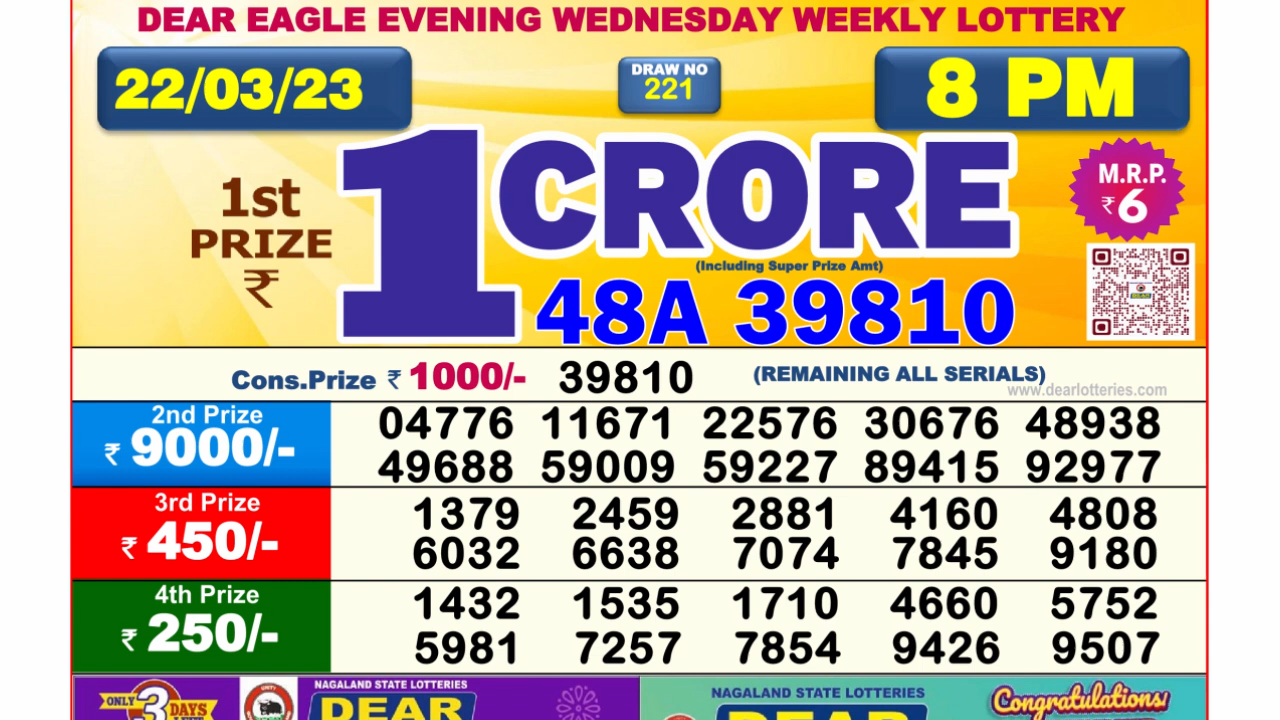 DEAR EAGLE EVENING WEDNESDAY WEEKLY LOTTERY
22/03/23
DRAW NO
221
8 PM
1st
PRIZE
₹
1 CRORE
(Including Super Prize Amt)
48A 39810
M.R.P.
₹6
Cons.Prize ₹ 1000/- 39810 (REMAINING ALL SERIALS)
www.dearlotteries.com
2nd Prize
₹ 9000/-
04776 11671 22576 30676 48938
49688 59009 59227 89415 92977
3rd Prize
₹ 450/-
1379 2459 2881 4160 4808
6032 6638 7074 7845 9180
4th Prize
₹ 250/-
1432 1535 1710 4660 5752
5981 7257 7854 9426 9507
ONLY
3 DAYS
NAGALAND STATE LOTTERIES
DEAR
NAGALAND STATE LOTTERIES
DEAR
Congratulations!